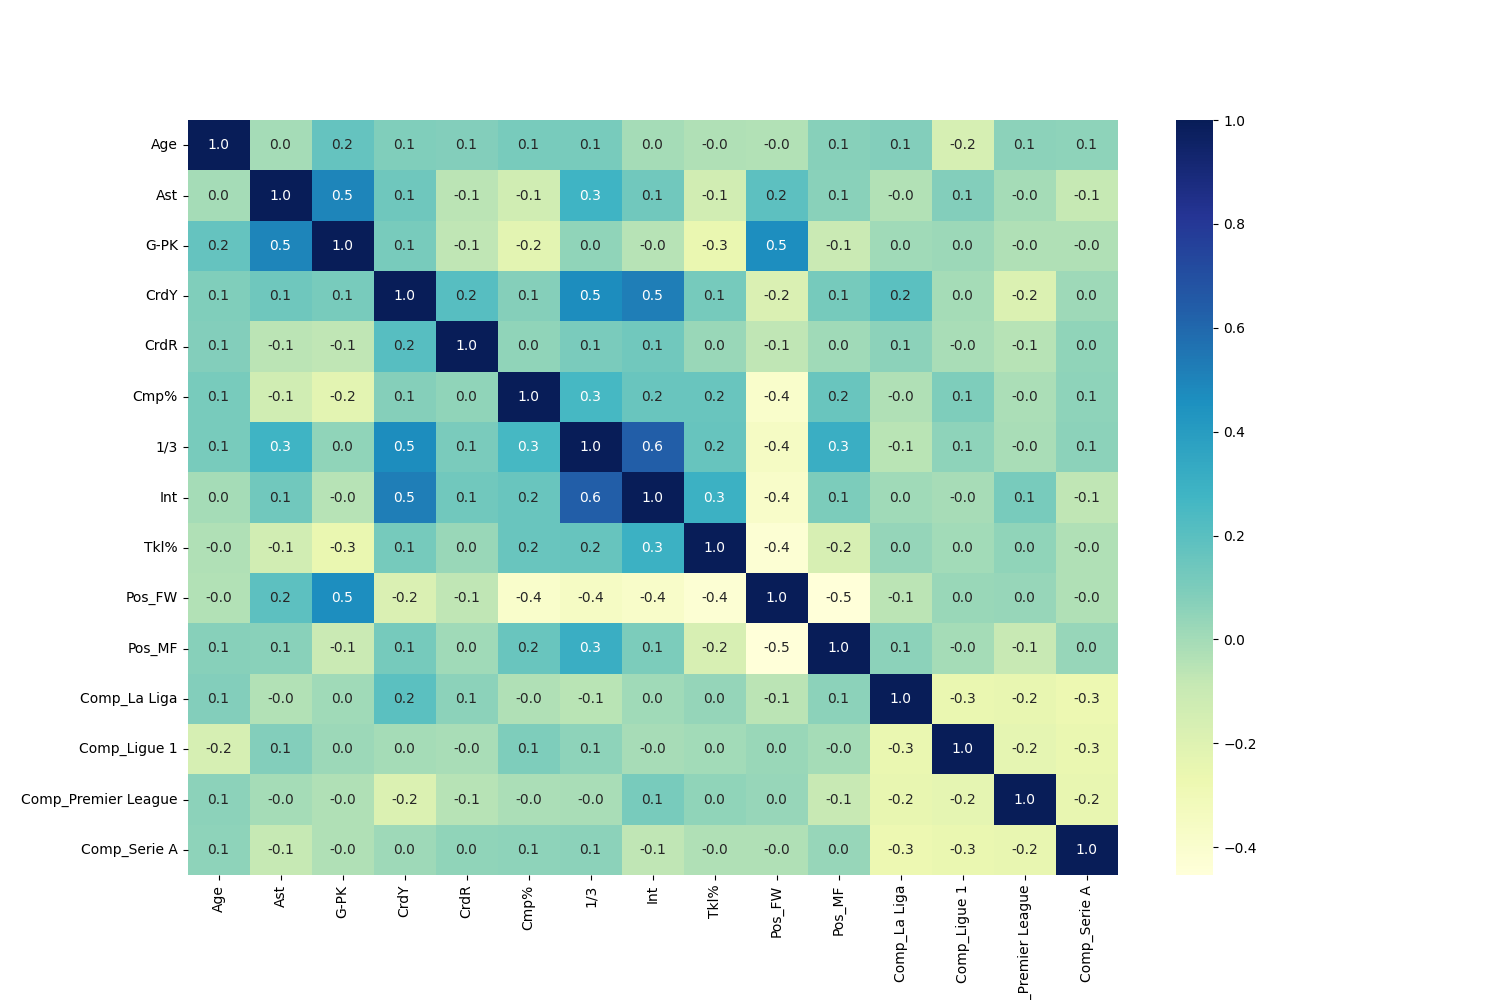 Age 1.0 0.0 0.2 0.1 0.1 0.1 0.1 0.0 -0.0 -0.0 0.1 0.1 -0.2 0.1 0.1
Ast 0.0 1.0 0.5 0.1 -0.1 -0.1 0.3 0.1 -0.1 0.2 0.1 -0.0 0.1 -0.0 -0.1
G-PK 0.2 0.5 1.0 0.1 -0.1 -0.2 0.0 -0.0 -0.3 0.5 -0.1 0.0 0.0 -0.0 -0.0
CrdY 0.1 0.1 0.1 1.0 0.2 0.1 0.5 0.5 0.1 -0.2 0.1 0.2 0.0 -0.2 0.0
CrdR 0.1 -0.1 -0.1 0.2 1.0 0.0 0.1 0.1 0.0 -0.1 0.0 0.1 -0.0 -0.1 0.0
Cmp% 0.1 -0.1 -0.2 0.1 0.0 1.0 0.3 0.2 0.2 -0.4 0.2 -0.0 0.1 -0.0 0.1
1/3 0.1 0.3 0.0 0.5 0.1 0.3 1.0 0.6 0.2 -0.4 0.3 -0.1 0.1 -0.0 0.1
Int 0.0 0.1 -0.0 0.5 0.1 0.2 0.6 1.0 0.3 -0.4 0.1 0.0 -0.0 0.1 -0.1
Tkl% -0.0 -0.1 -0.3 0.1 0.0 0.2 0.2 0.3 1.0 -0.4 -0.2 0.0 0.0 0.0 -0.0
Pos_FW -0.0 0.2 0.5 -0.2 -0.1 -0.4 -0.4 -0.4 -0.4 1.0 -0.5 -0.1 0.0 0.0 -0.0
Pos_MF 0.1 0.1 -0.1 0.1 0.0 0.2 0.3 0.1 -0.2 -0.5 1.0 0.1 -0.0 -0.1 0.0
Comp_La Liga 0.1 -0.0 0.0 0.2 0.1 -0.0 -0.1 0.0 0.0 -0.1 0.1 1.0 -0.3 -0.2 -0.3
Comp_Ligue 1 -0.2 0.1 0.0 0.0 -0.0 0.1 0.1 -0.0 0.0 0.0 -0.0 -0.3 1.0 -0.2 -0.3
Comp_Premier League 0.1 -0.0 -0.0 -0.2 -0.1 -0.0 -0.0 0.1 0.0 0.0 -0.1 -0.2 -0.2 1.0 -0.2
Comp_Serie A 0.1 -0.1 -0.0 0.0 0.0 0.1 0.1 -0.1 -0.0 -0.0 0.0 -0.3 -0.3 -0.2 1.0
Age
Ast
G-PK
CrdY
CrdR
Cmp%
1/3
Int
Tkl%
Pos_FW
Pos_MF
Comp_La Liga
Comp_Ligue 1
_Premier League
Comp_Serie A
1.0
0.8
0.6
0.4
0.2
0.0
−0.2
−0.4